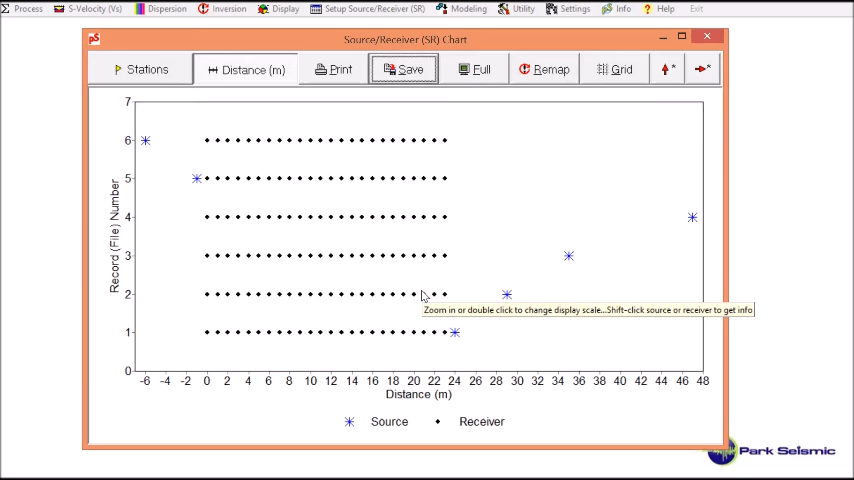 Process S-Velocity (Vs) Dispersion Inversion Display Setup Source/Receiver (SR) Modeling Utility Settings Info Help Exit
pS Source/Receiver (SR) Chart
Stations Distance (m) Print Save Full Remap Grid * *
7
6
5
4
3
2
1
0
Record (File) Number
Zoom in or double click to change display scale...Shift-click source or receiver to get info
-6 -4 -2 0 2 4 6 8 10 12 14 16 18 20 22 24 26 28 30 32 34 36 38 40 42 44 46 48
Distance (m)
Source Receiver
Park Seismic